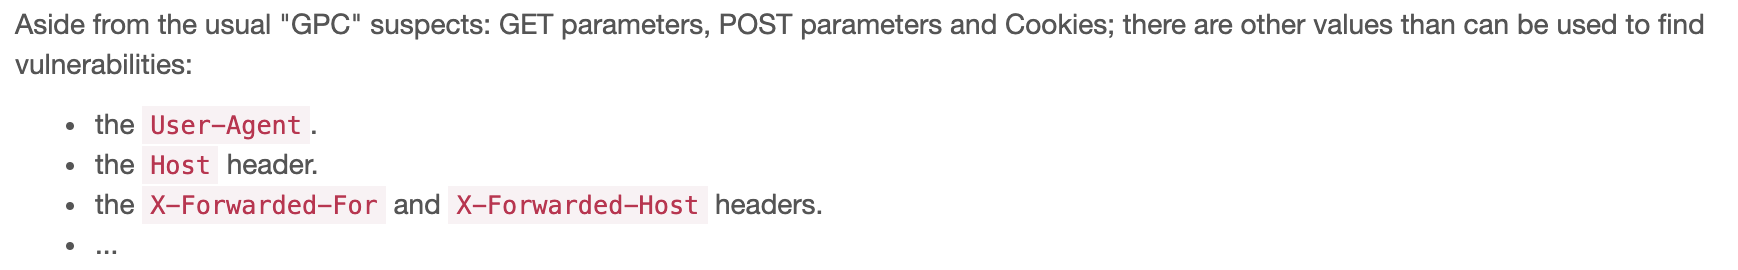 Aside from the usual "GPC" suspects: GET parameters, POST parameters and Cookies; there are other values than can be used to find
vulnerabilities:
• the User-Agent.
• the Host header.
• the X-Forwarded-For and X-Forwarded-Host headers.
• ...